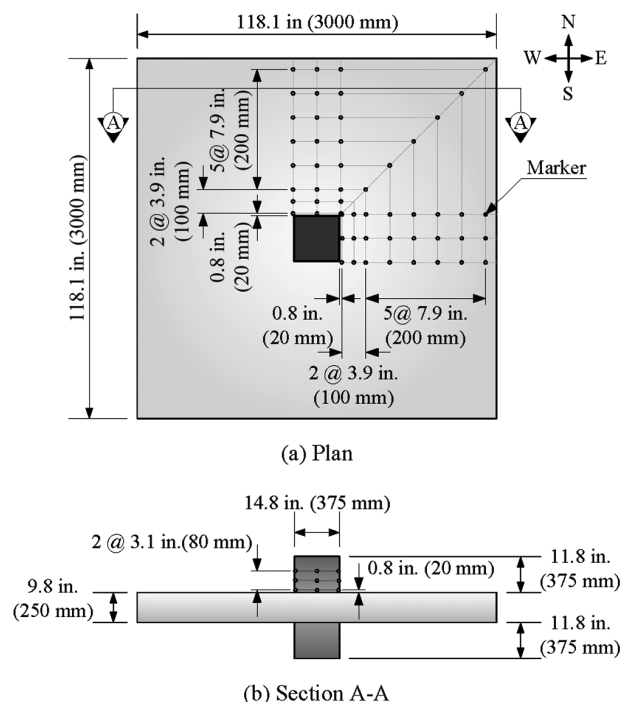 118.1 in (3000 mm)
N
W
E
S
A
A
118.1 in. (3000 mm)
5@ 7.9 in.
(200 mm)
2 @ 3.9 in.
(100 mm)
0.8 in.
(20 mm)
Marker
0.8 in.
(20 mm)
5@ 7.9 in.
(200 mm)
2 @ 3.9 in.
(100 mm)
(a) Plan
14.8 in. (375 mm)
2 @ 3.1 in.(80 mm)
0.8 in. (20 mm)
11.8 in.
(375 mm)
9.8 in.
(250 mm)
11.8 in.
(375 mm)
(b) Section A-A